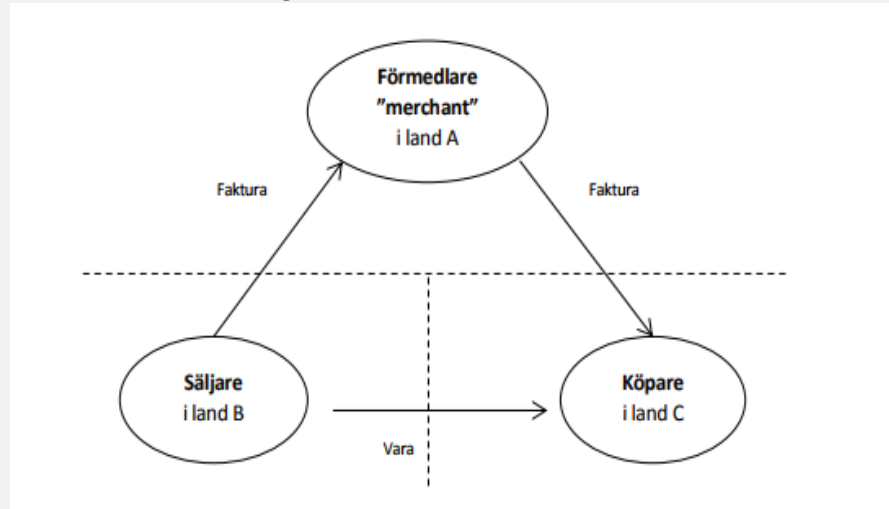 Förmedlare
”merchant”
i land A
Faktura
Faktura
Säljare
i land B
Köpare
i land C
Vara